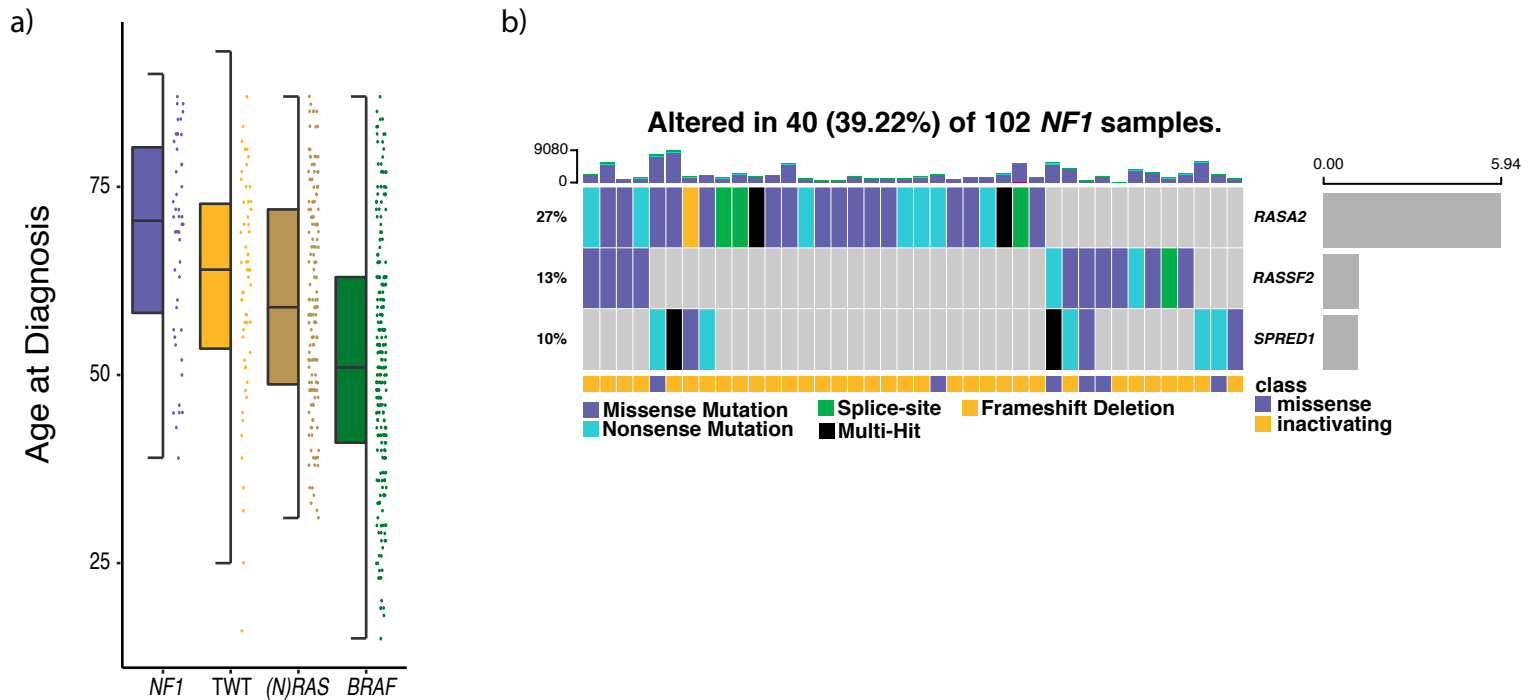 a)
Age at Diagnosis
75
50
25
NF1 TWT (N)RAS BRAF
b)
Altered in 40 (39.22%) of 102 NF1 samples.
9080
0
0.00 5.94
27% RASA2
13% RASSF2
10% SPRED1
class
Missense Mutation Splice-site Frameshift Deletion missense
Nonsense Mutation Multi-Hit inactivating